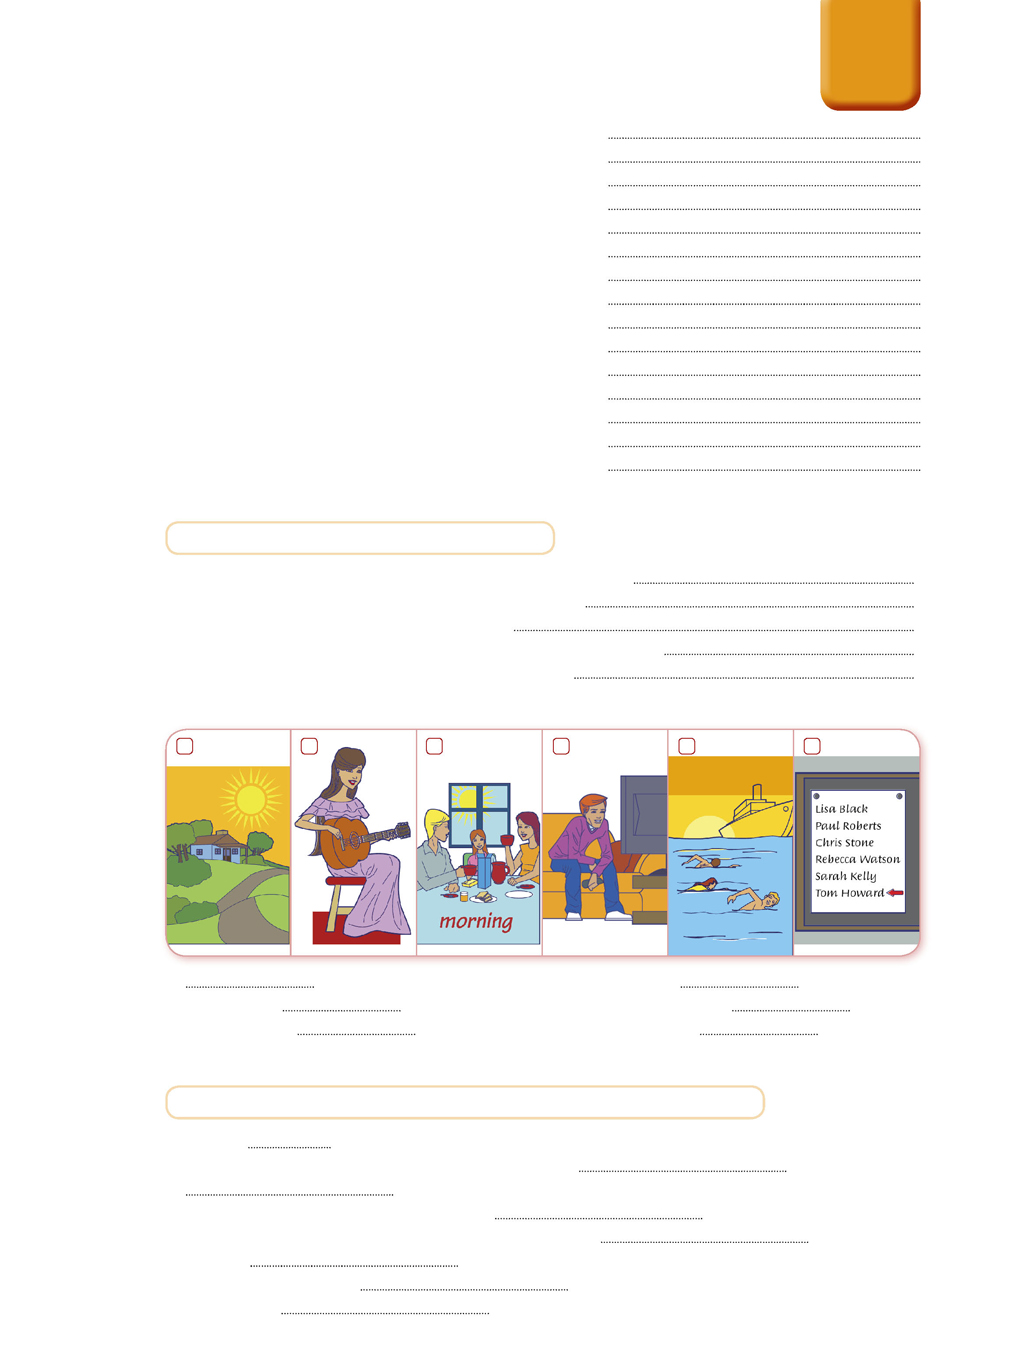 morning
Lisa Black
Paul Roberts
Chris Stone
Rebecca Watson
Sarah Kelly
Tom Howard